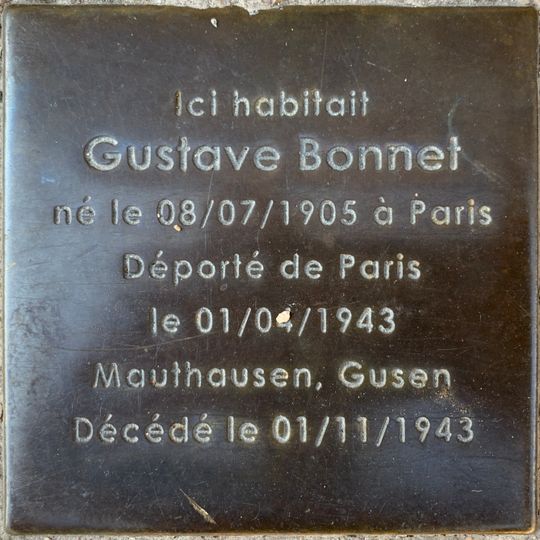 Ici habitait
Gustave Bonnet
né le 08/07/1905 à Paris
Déporté de Paris
le 01/04/1943
Mauthausen, Gusen
Décédé le 01/11/1943